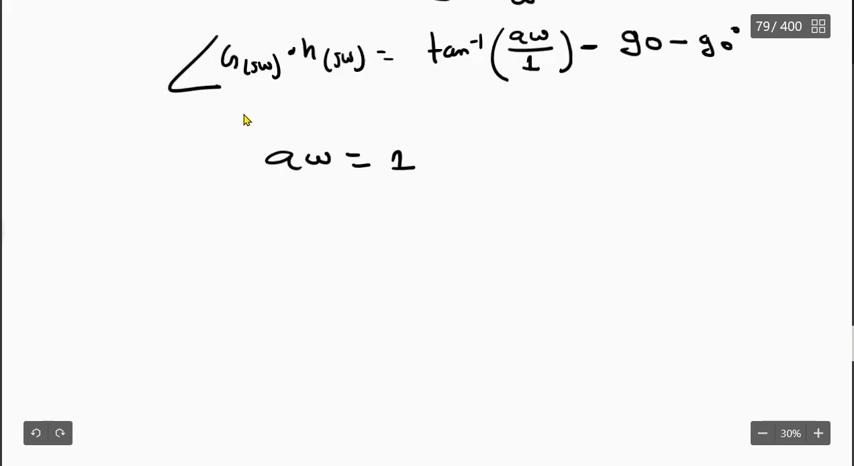 79/400
∠G(jω)·h(jω) = tan⁻¹(aω/1) - 90 - 90°
aω = 1
30%